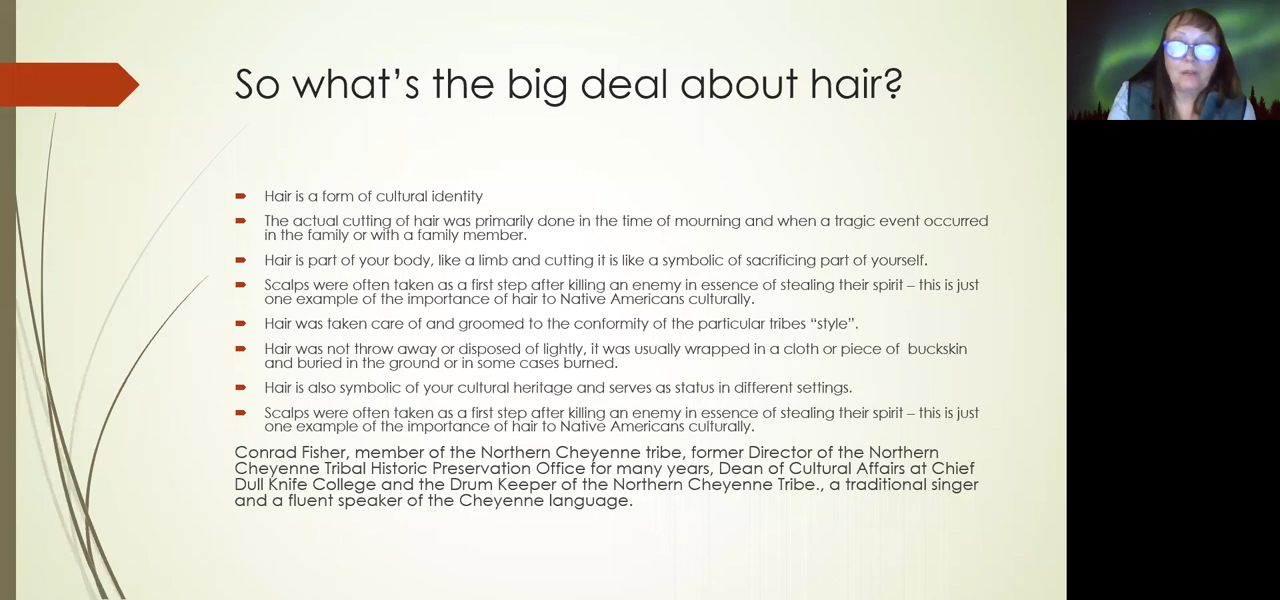 So what's the big deal about hair?
Hair is a form of cultural identity
The actual cutting of hair was primarily done in the time of mourning and when a tragic event occurred
in the family or with a family member.
Hair is part of your body, like a limb and cutting it is like a symbolic of sacrificing part of yourself.
Scalps were often taken as a first step after killing an enemy in essence of stealing their spirit – this is just
one example of the importance of hair to Native Americans culturally.
Hair was taken care of and groomed to the conformity of the particular tribes “style”.
Hair was not throw away or disposed of lightly, it was usually wrapped in a cloth or piece of  buckskin
and buried in the ground or in some cases burned.
Hair is also symbolic of your cultural heritage and serves as status in different settings.
Scalps were often taken as a first step after killing an enemy in essence of stealing their spirit – this is just
one example of the importance of hair to Native Americans culturally.
Conrad Fisher, member of the Northern Cheyenne tribe, former Director of the Northern
Cheyenne Tribal Historic Preservation Office for many years, Dean of Cultural Affairs at Chief
Dull Knife College and the Drum Keeper of the Northern Cheyenne Tribe., a traditional singer
and a fluent speaker of the Cheyenne language.